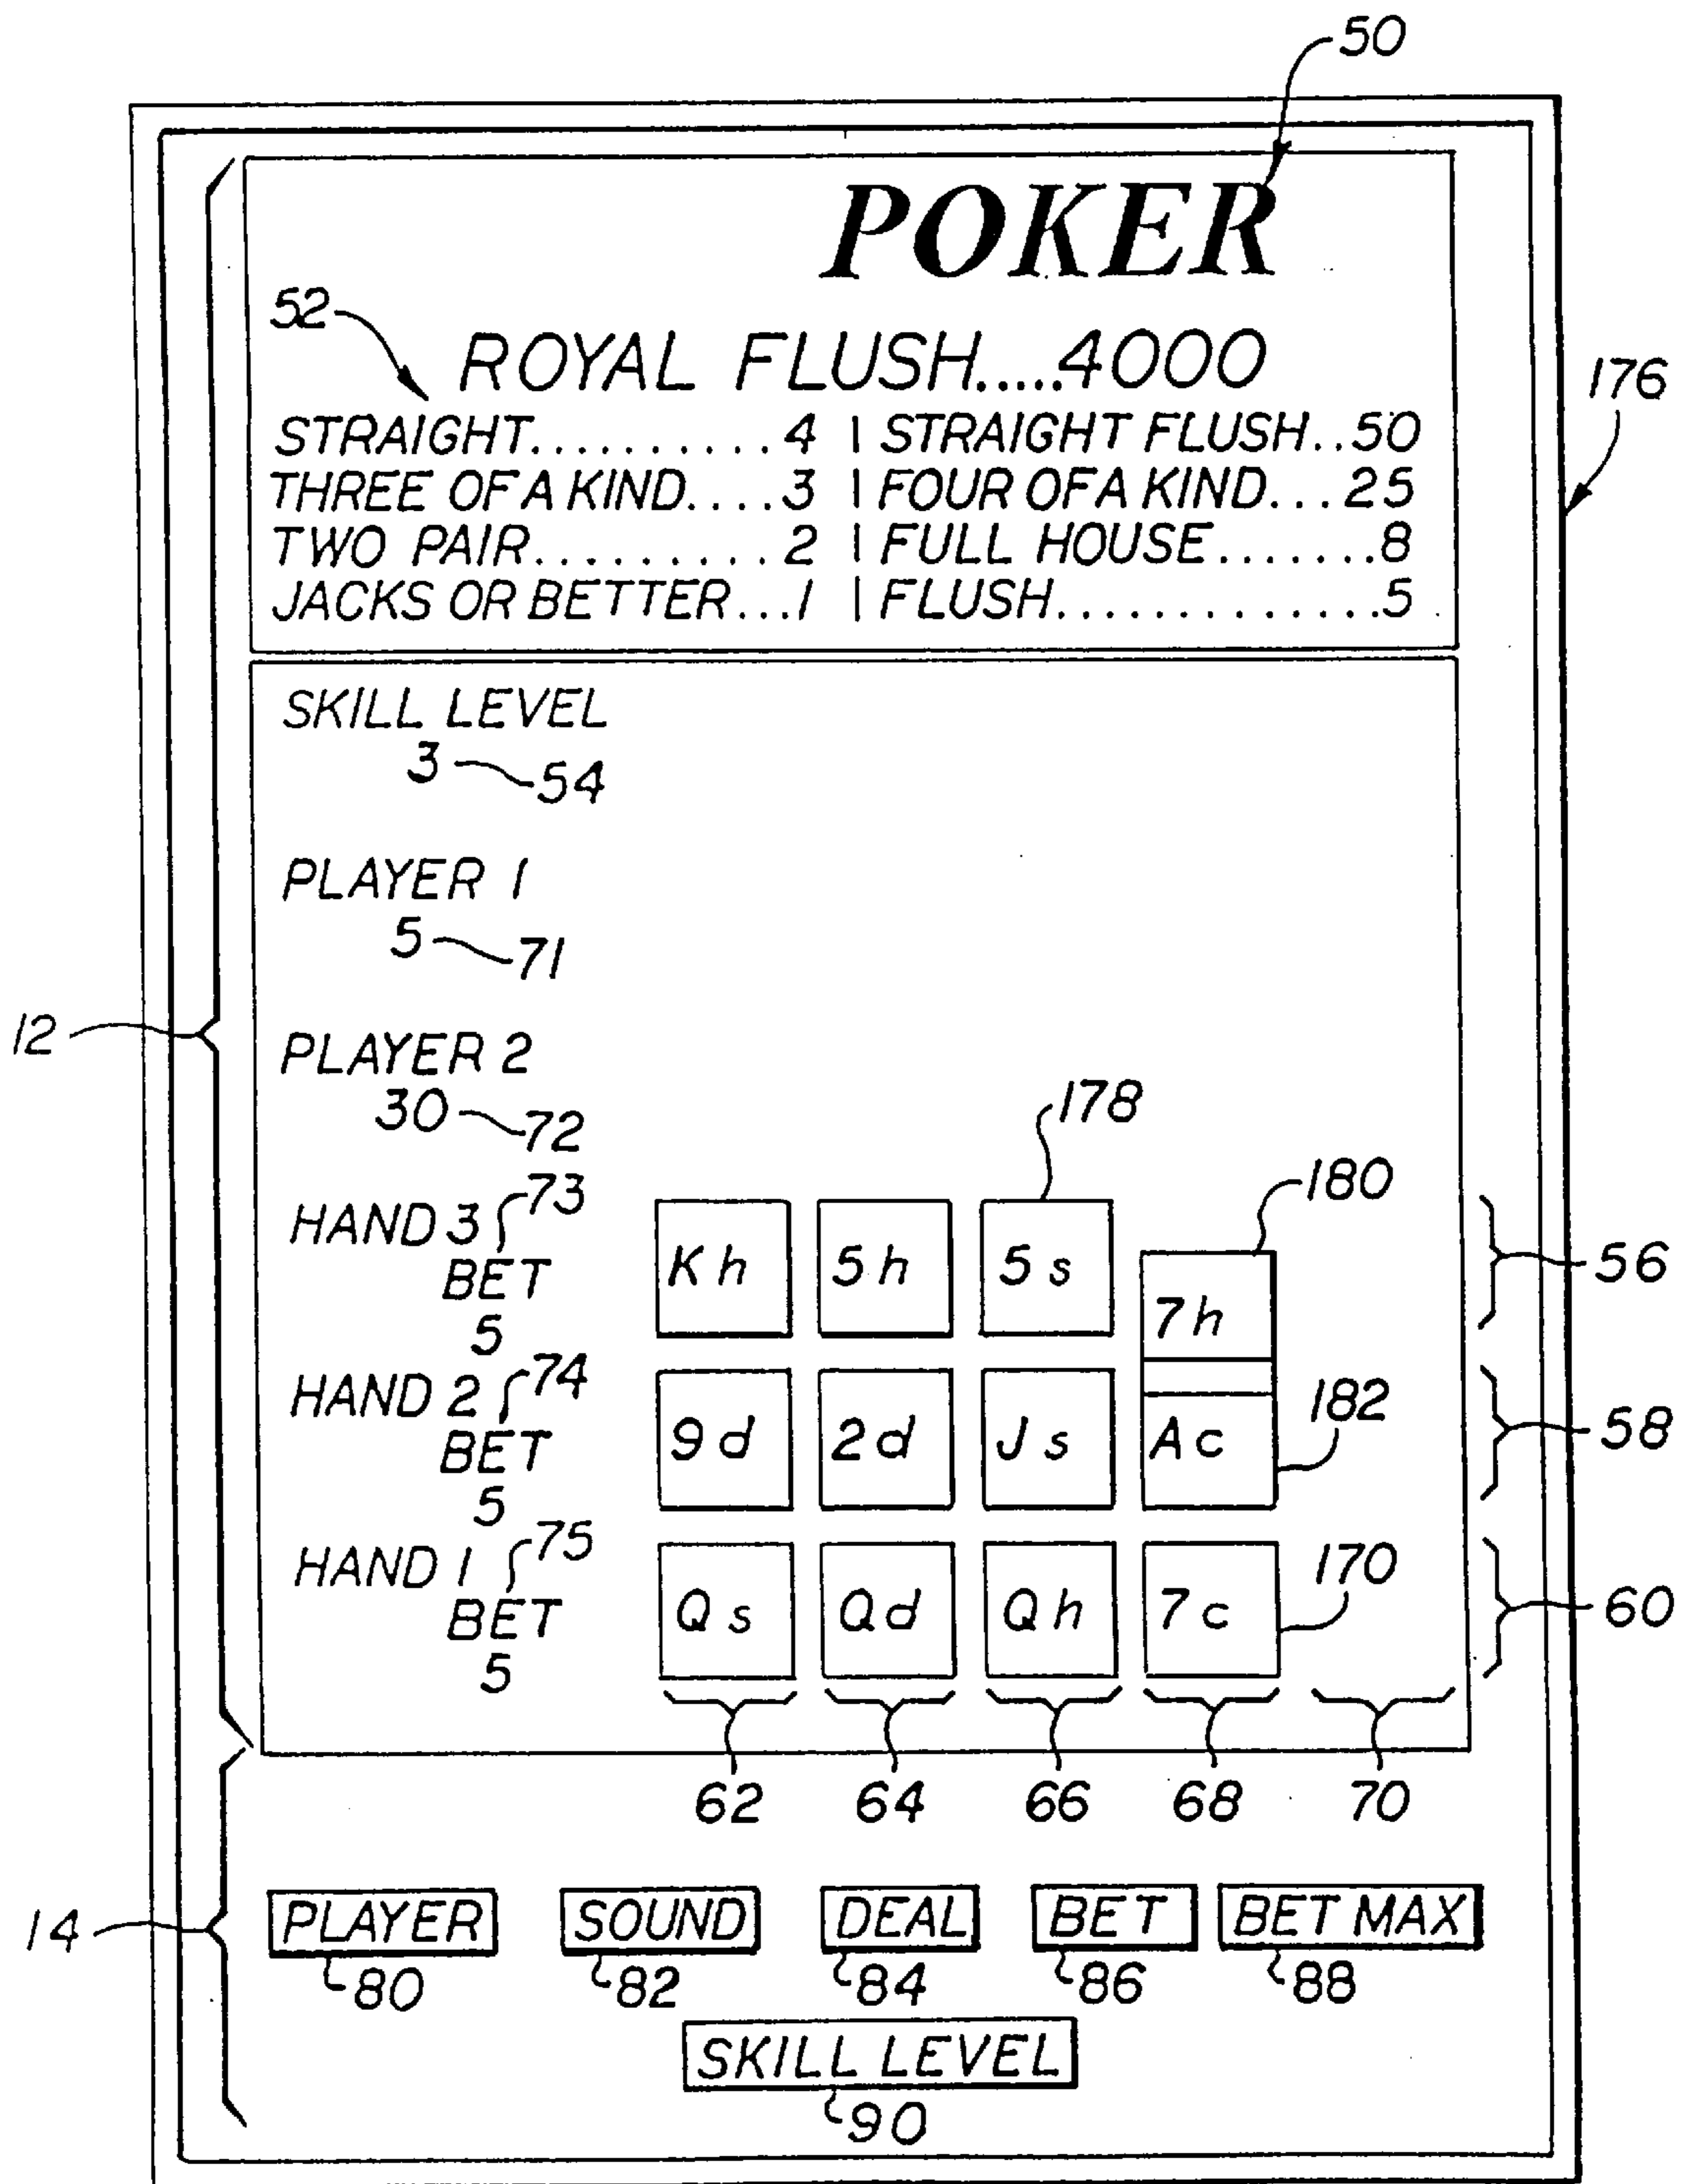 50
POKER
52
ROYAL FLUSH.....4000
176
STRAIGHT..........4 | STRAIGHT FLUSH..50
THREE OF A KIND....3 | FOUR OF A KIND...25
TWO PAIR..........2 | FULL HOUSE.......8
JACKS OR BETTER...1 | FLUSH.............5
SKILL LEVEL
3 54
PLAYER 1
5 71
12
PLAYER 2
30 72
178
180
HAND 3 73
BET
5
Kh 5h 5s 7h
56
HAND 2 74
BET
5
9d 2d Js Ac
182
58
HAND 1 75
BET
5
Qs Qd Qh 7c
170
60
62 64 66 68 70
14
PLAYER SOUND DEAL BET BET MAX
80 82 84 86 88
SKILL LEVEL
90